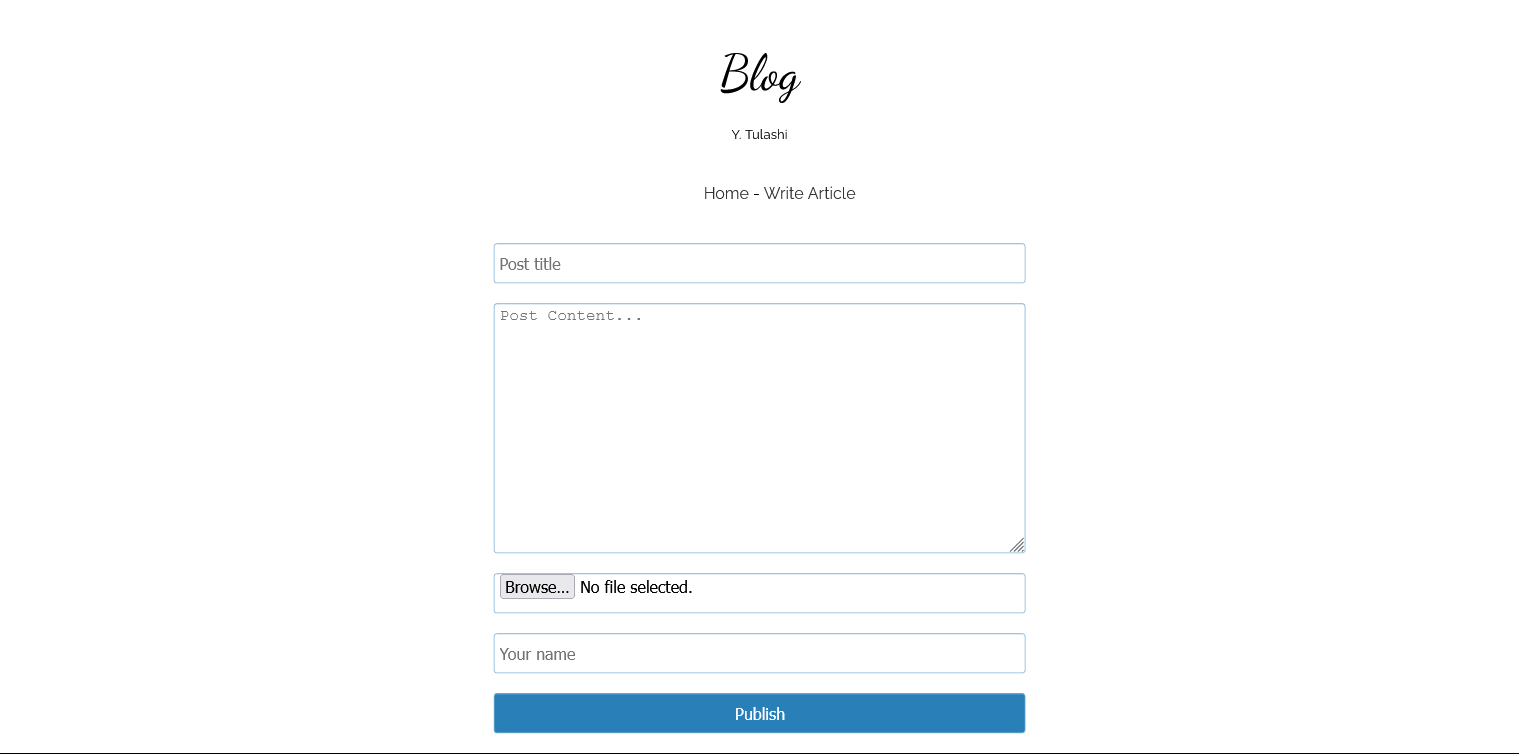 Blog
Y. Tulashi
Home - Write Article
Post title
Post Content...
Browse... No file selected.
Your name
Publish